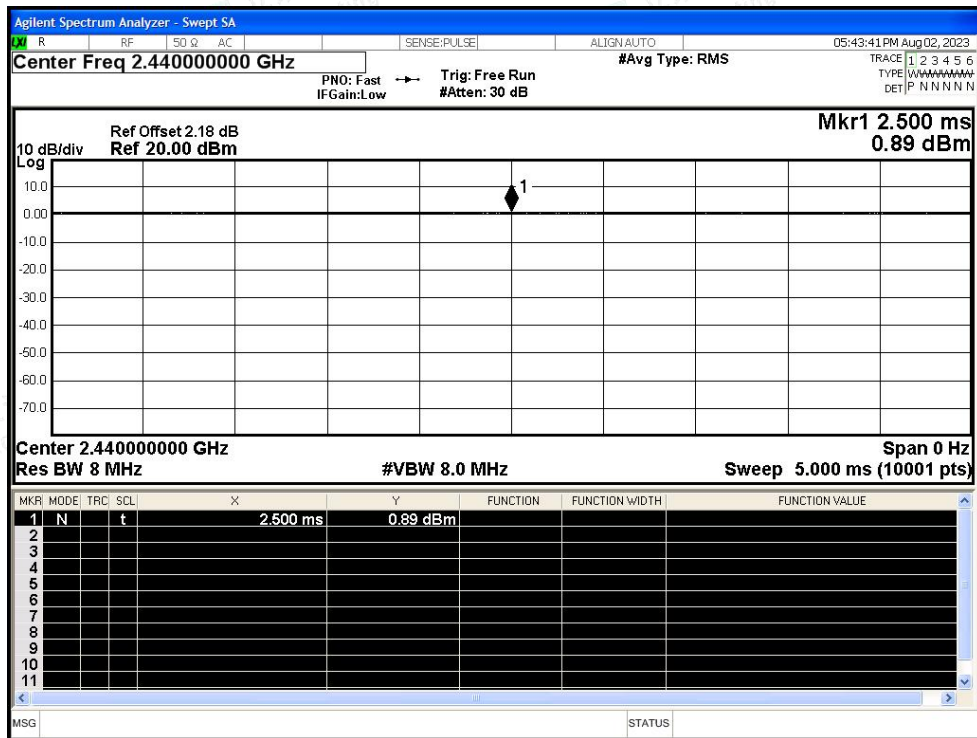 Agilent Spectrum Analyzer - Swept SA
LXI R RF 50 Ω AC SENSE:PULSE ALIGN AUTO 05:43:41 PM Aug 02, 2023
Center Freq 2.440000000 GHz
PNO: Fast
IFGain:Low
Trig: Free Run
#Atten: 30 dB
#Avg Type: RMS
TRACE 1 2 3 4 5 6
TYPE
DET P N N N N N
Mkr1 2.500 ms
0.89 dBm
Ref Offset 2.18 dB
10 dB/div Ref 20.00 dBm
Log
1
10.0
0.00
-10.0
-20.0
-30.0
-40.0
-50.0
-60.0
-70.0
Center 2.440000000 GHz Span 0 Hz
Res BW 8 MHz #VBW 8.0 MHz Sweep 5.000 ms (10001 pts)
MKR MODE TRC SCL X Y FUNCTION FUNCTION WIDTH FUNCTION VALUE
1 N t 2.500 ms 0.89 dBm
2
3
4
5
6
7
8
9
10
11
MSG STATUS